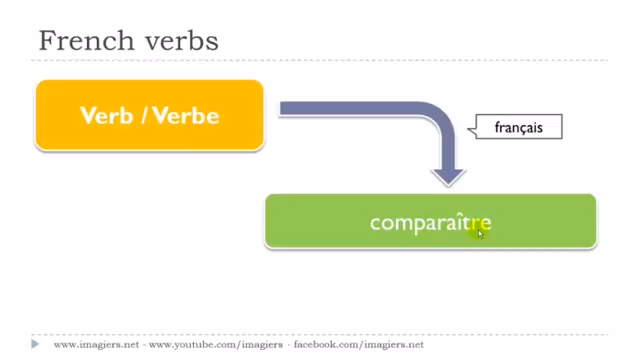 French verbs
Verb / Verbe
français
comparaître
www.imagiers.net - www.youtube.com/imagiers - facebook.com/imagiers.net